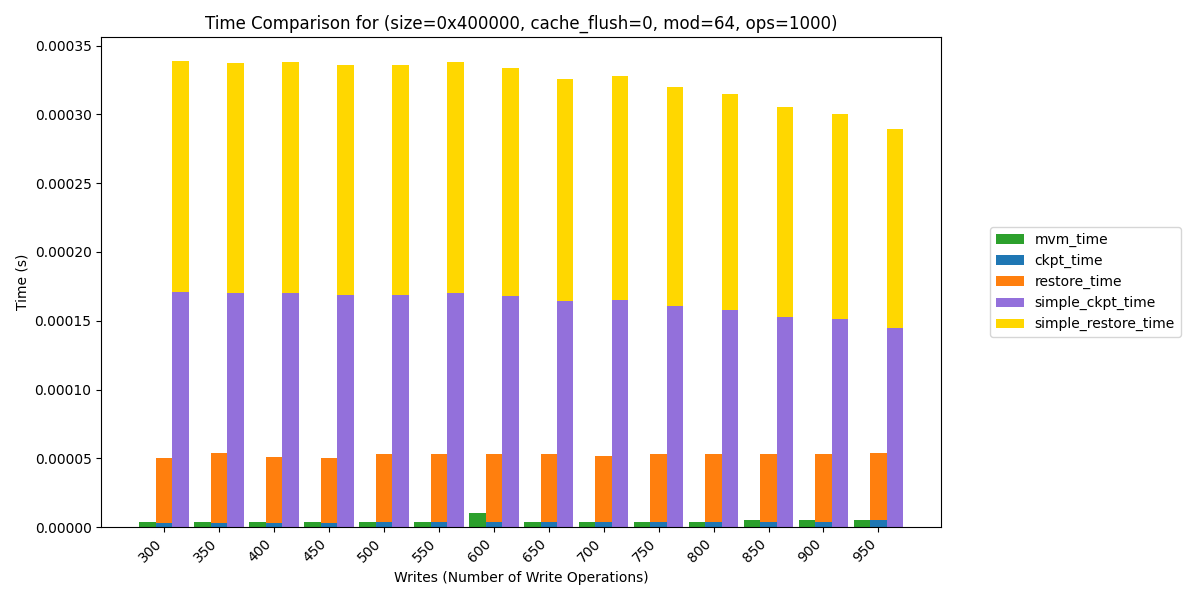 Time Comparison for (size=0x400000, cache_flush=0, mod=64, ops=1000)
Time (s)
0.00035
0.00030
0.00025
0.00020
0.00015
0.00010
0.00005
0.00000
300 350 400 450 500 550 600 650 700 750 800 850 900 950
Writes (Number of Write Operations)
mvm_time
ckpt_time
restore_time
simple_ckpt_time
simple_restore_time